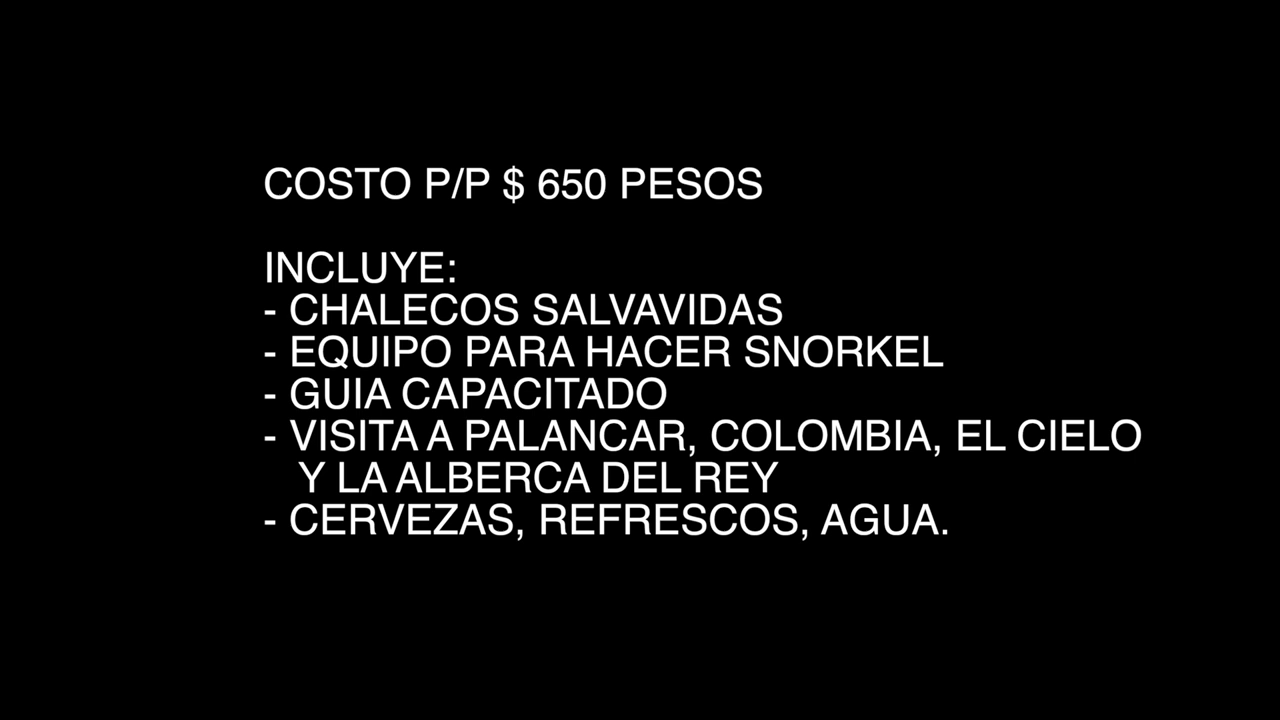 COSTO P/P $ 650 PESOS
INCLUYE:
- CHALECOS SALVAVIDAS
- EQUIPO PARA HACER SNORKEL
- GUIA CAPACITADO
- VISITA A PALANCAR, COLOMBIA, EL CIELO
Y LA ALBERCA DEL REY
- CERVEZAS, REFRESCOS, AGUA.